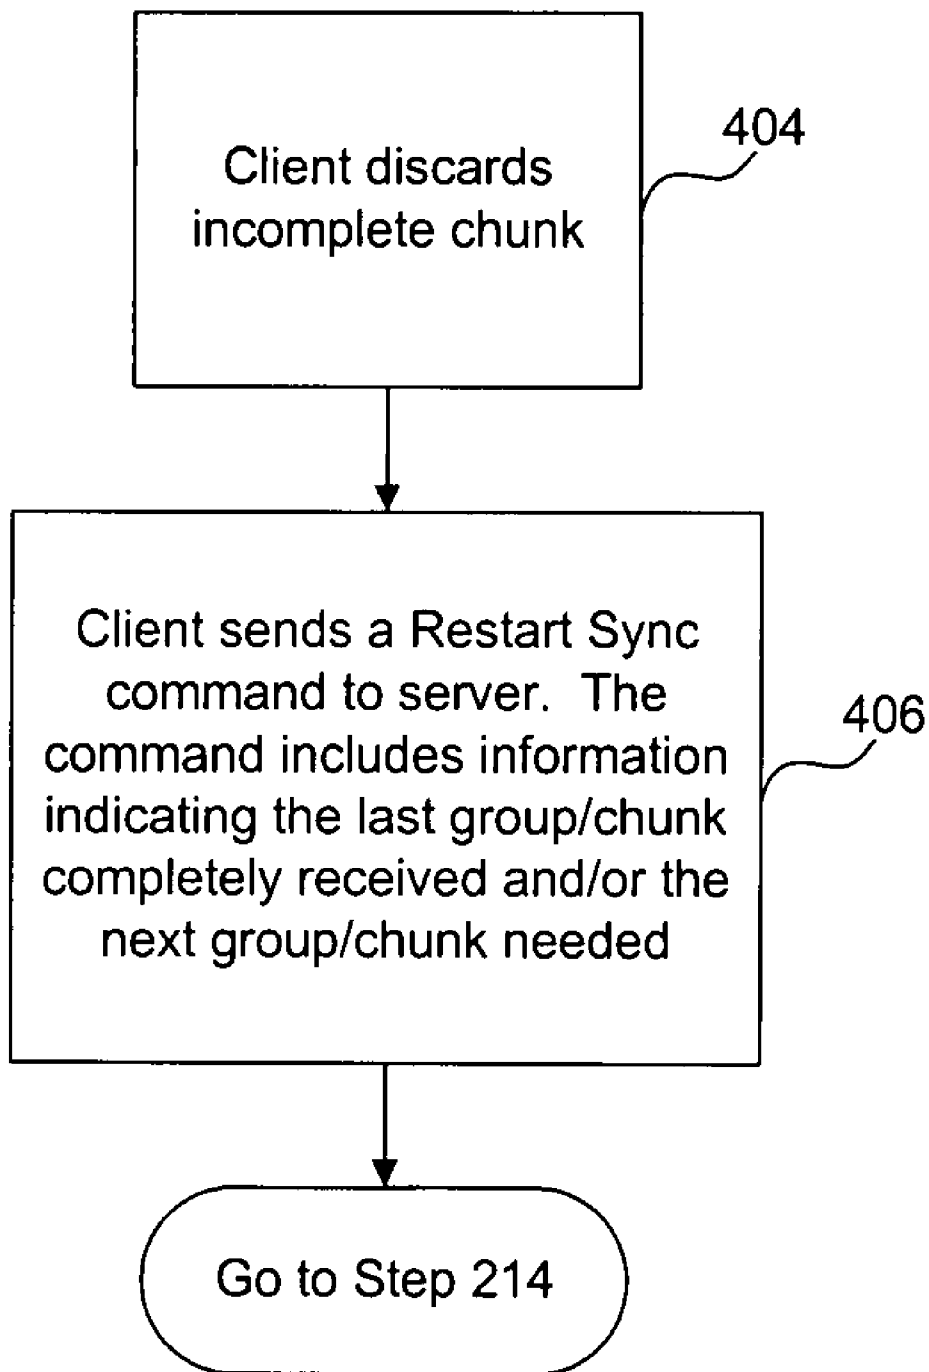 Client discards
incomplete chunk
404
Client sends a Restart Sync
command to server.  The
command includes information
indicating the last group/chunk
completely received and/or the
next group/chunk needed
406
Go to Step 214